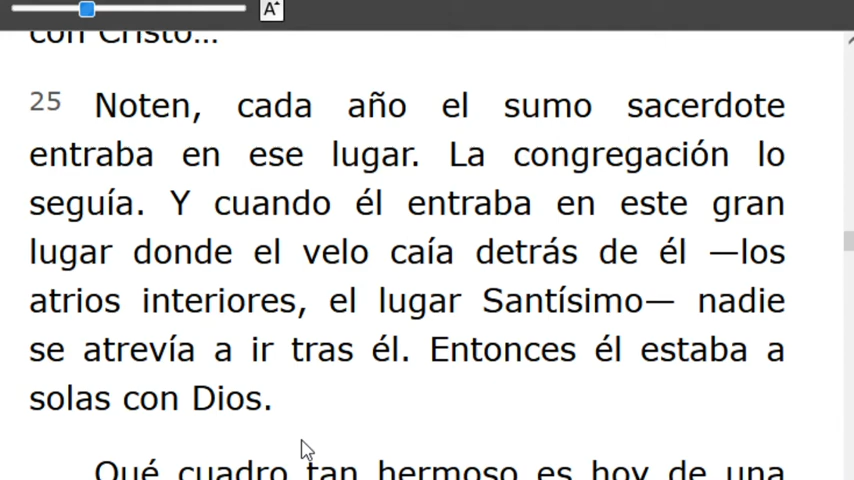 A
con Cristo...
25 Noten, cada año el sumo sacerdote
entraba en ese lugar. La congregación lo
seguía. Y cuando él entraba en este gran
lugar donde el velo caía detrás de él —los
atrios interiores, el lugar Santísimo— nadie
se atrevía a ir tras él. Entonces él estaba a
solas con Dios.
Qué cuadro tan hermoso es hoy de una